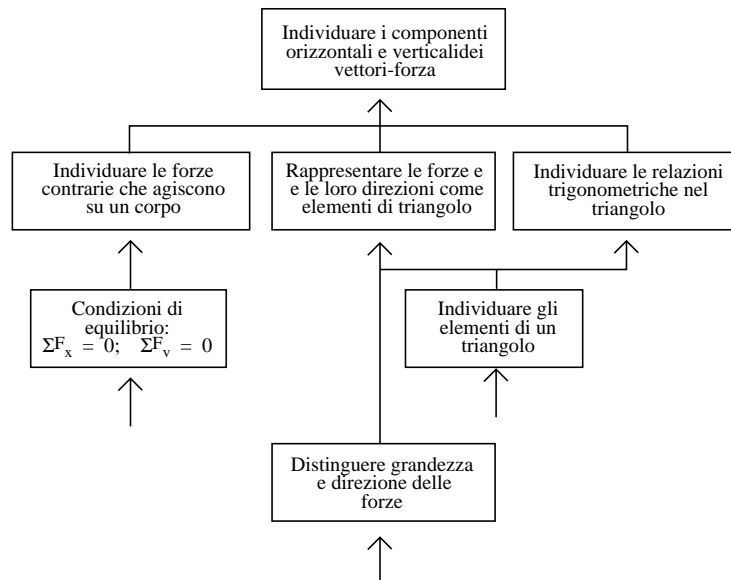 Individuare i componenti
orizzontali e verticalidei
vettori-forza
Individuare le forze
contrarie che agiscono
su un corpo
Rappresentare le forze e
e le loro direzioni come
elementi di triangolo
Individuare le relazioni
trigonometriche nel
triangolo
Condizioni di
equilibrio:
ΣFx = 0; ΣFv = 0
Individuare gli
elementi di un
triangolo
Distinguere grandezza
e direzione delle
forze